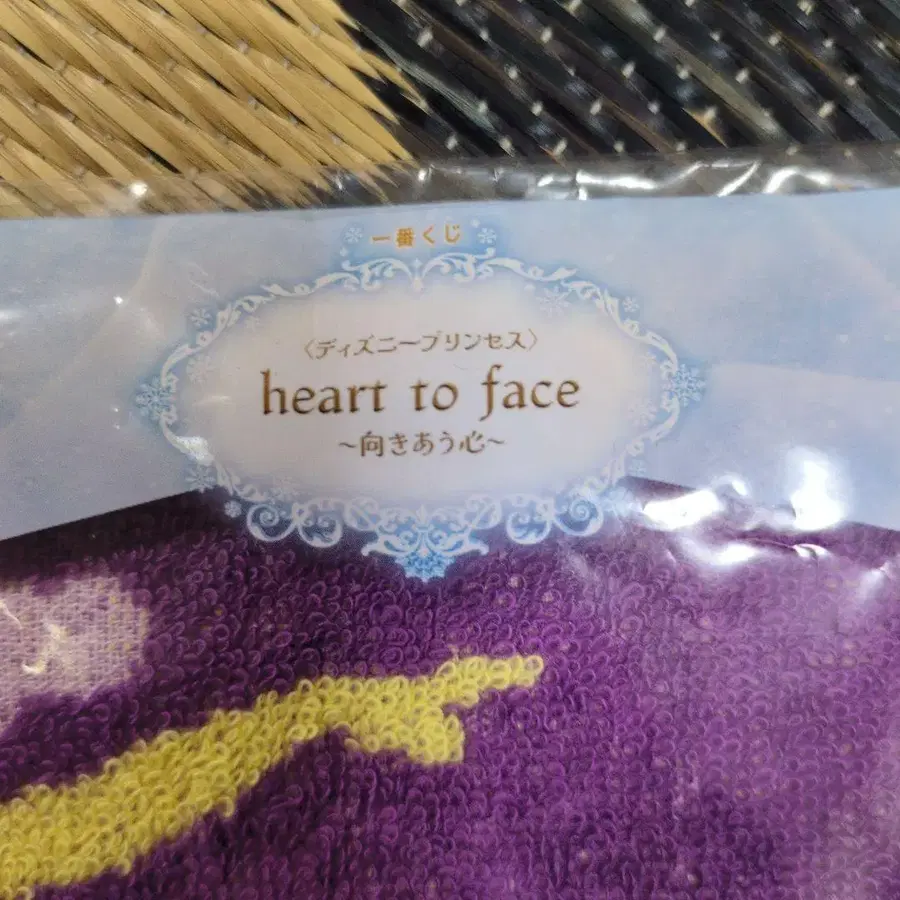 一番くじ
〈ディズニープリンセス〉
heart to face
~向きあう心~